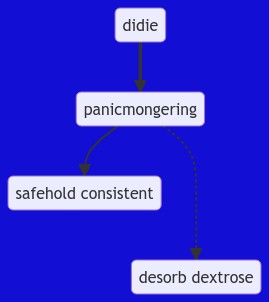 didie
panicmongering
safehold consistent
desorb dextrose